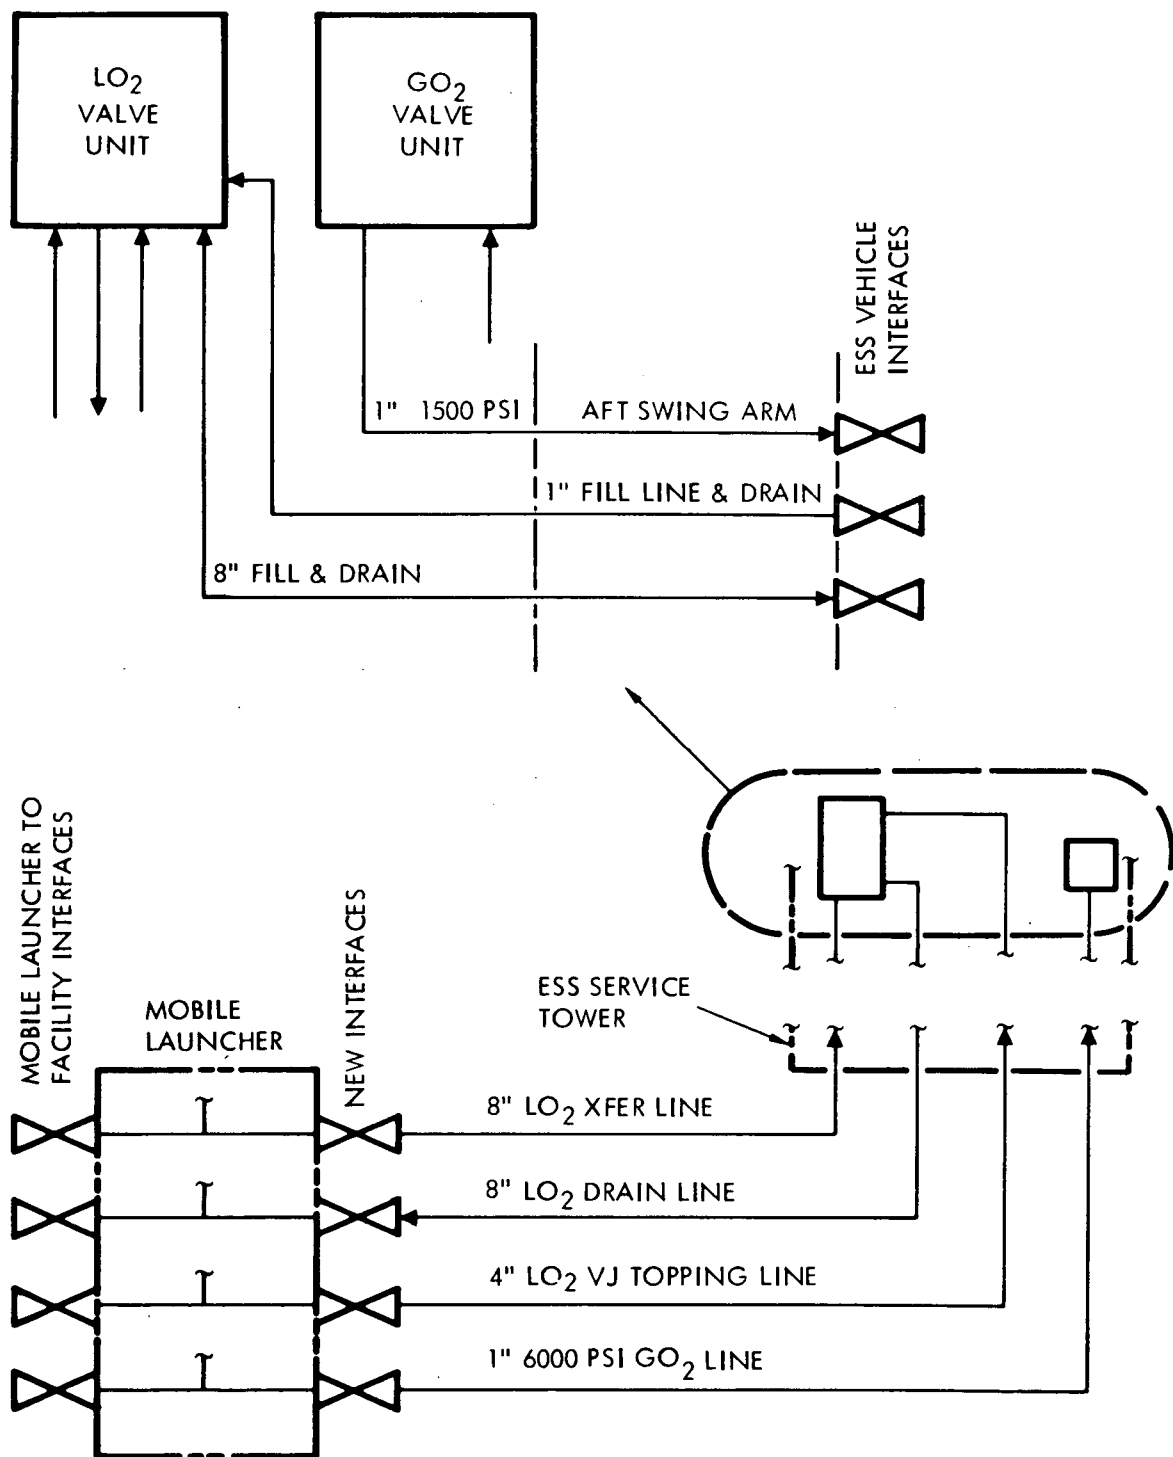 LO2
VALVE
UNIT
GO2
VALVE
UNIT
ESS VEHICLE
INTERFACES
1" 1500 PSI
AFT SWING ARM
1" FILL LINE & DRAIN
8" FILL & DRAIN
MOBILE LAUNCHER TO
FACILITY INTERFACES
MOBILE
LAUNCHER
NEW INTERFACES
ESS SERVICE
TOWER
8" LO2 XFER LINE
8" LO2 DRAIN LINE
4" LO2 VJ TOPPING LINE
1" 6000 PSI GO2 LINE